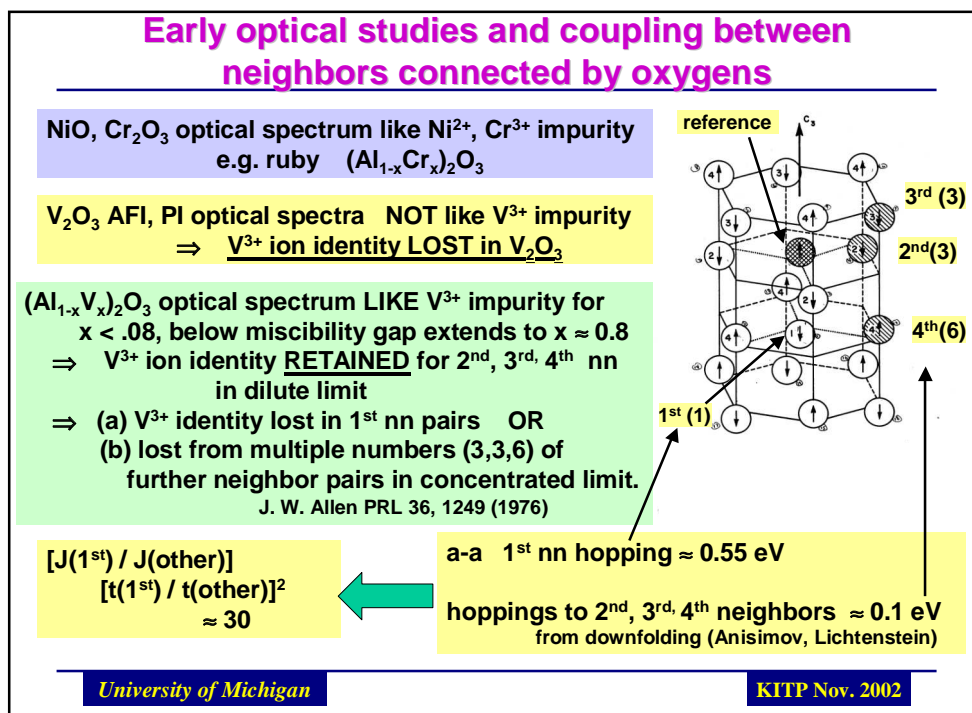 Early optical studies and coupling between
neighbors connected by oxygens
NiO, Cr₂O₃ optical spectrum like Ni²⁺, Cr³⁺ impurity
e.g. ruby (Al₁₋ₓCrₓ)₂O₃
V₂O₃ AFI, PI optical spectra NOT like V³⁺ impurity
⇒ V³⁺ ion identity LOST in V₂O₃
(Al₁₋ₓVₓ)₂O₃ optical spectrum LIKE V³⁺ impurity for
x < .08, below miscibility gap extends to x ≈ 0.8
⇒ V³⁺ ion identity RETAINED for 2ⁿᵈ, 3ʳᵈ, 4ᵗʰ nn
in dilute limit
⇒ (a) V³⁺ identity lost in 1ˢᵗ nn pairs OR
(b) lost from multiple numbers (3,3,6) of
further neighbor pairs in concentrated limit.
J. W. Allen PRL 36, 1249 (1976)
reference
C₃
3ʳᵈ (3)
2ⁿᵈ(3)
4ᵗʰ(6)
1ˢᵗ (1)
[J(1ˢᵗ) / J(other)]
[t(1ˢᵗ) / t(other)]²
≈ 30
a-a 1ˢᵗ nn hopping ≈ 0.55 eV
hoppings to 2ⁿᵈ, 3ʳᵈ, 4ᵗʰ neighbors ≈ 0.1 eV
from downfolding (Anisimov, Lichtenstein)
University of Michigan
KITP Nov. 2002